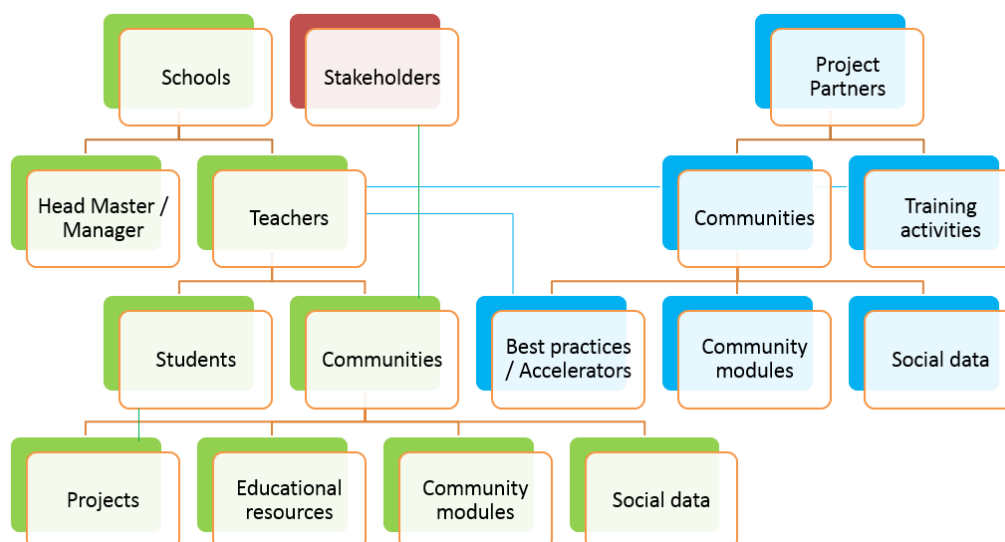 Schools
Stakeholders
Project
Partners
Head Master /
Manager
Teachers
Communities
Training
activities
Students
Communities
Best practices
/ Accelerators
Community
modules
Social data
Projects
Educational
resources
Community
modules
Social data